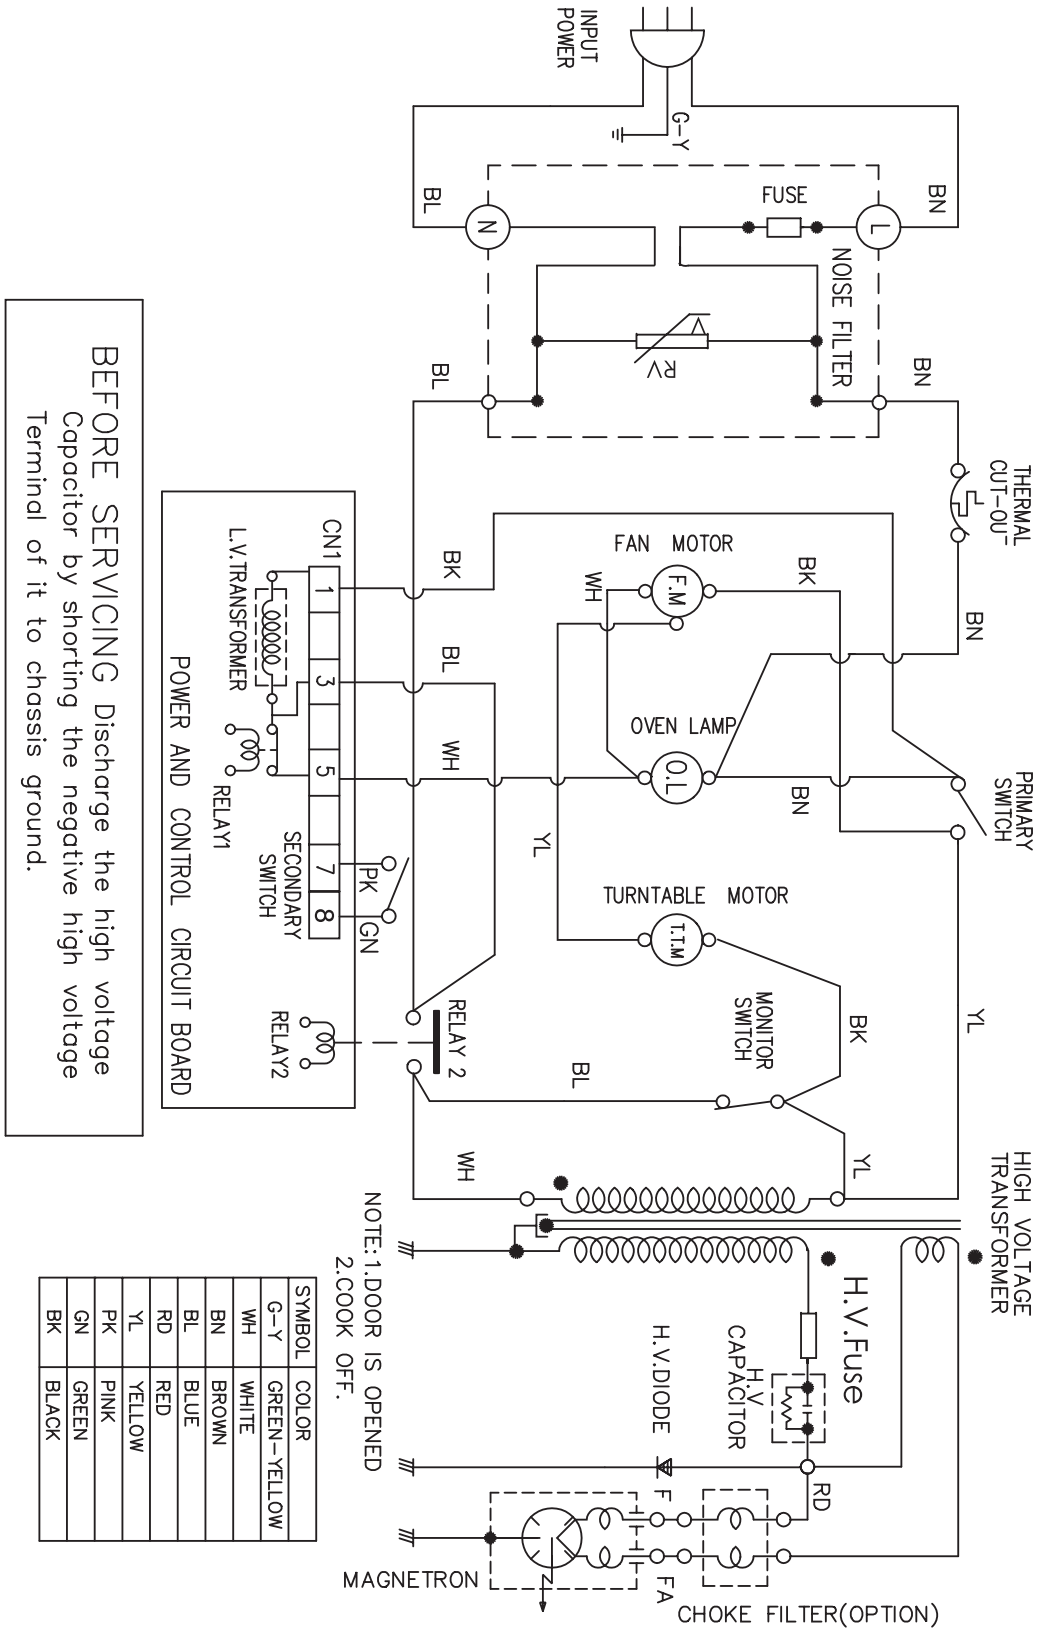 INPUT
POWER
G-Y
BN
BL
L
N
FUSE
NOISE FILTER
RV
BN
BL
THERMAL
CUT-OUT
BN
BK
BL
WH
FAN MOTOR
F.M
WH
BK
OVEN LAMP
O.L
BN
YL
PRIMARY
SWITCH
TURNTABLE MOTOR
T.T.M
BK
MONITOR
SWITCH
BL
YL
YL
CN1
1
3
5
7
8
L.V.TRANSFORMER
RELAY1
SECONDARY
SWITCH
PK
GN
RELAY2
RELAY 2
POWER AND CONTROL CIRCUIT BOARD
WH
HIGH VOLTAGE
TRANSFORMER
H.V.Fuse
H.V
CAPACITOR
H.V.DIODE
RD
F
FA
MAGNETRON
CHOKE FILTER(OPTION)
NOTE:1.DOOR IS OPENED
2.COOK OFF.
SYMBOL COLOR
G-Y GREEN-YELLOW
WH WHITE
BN BROWN
BL BLUE
RD RED
YL YELLOW
PK PINK
GN GREEN
BK BLACK
BEFORE SERVICING Discharge the high voltage
Capacitor by shorting the negative high voltage
Terminal of it to chassis ground.